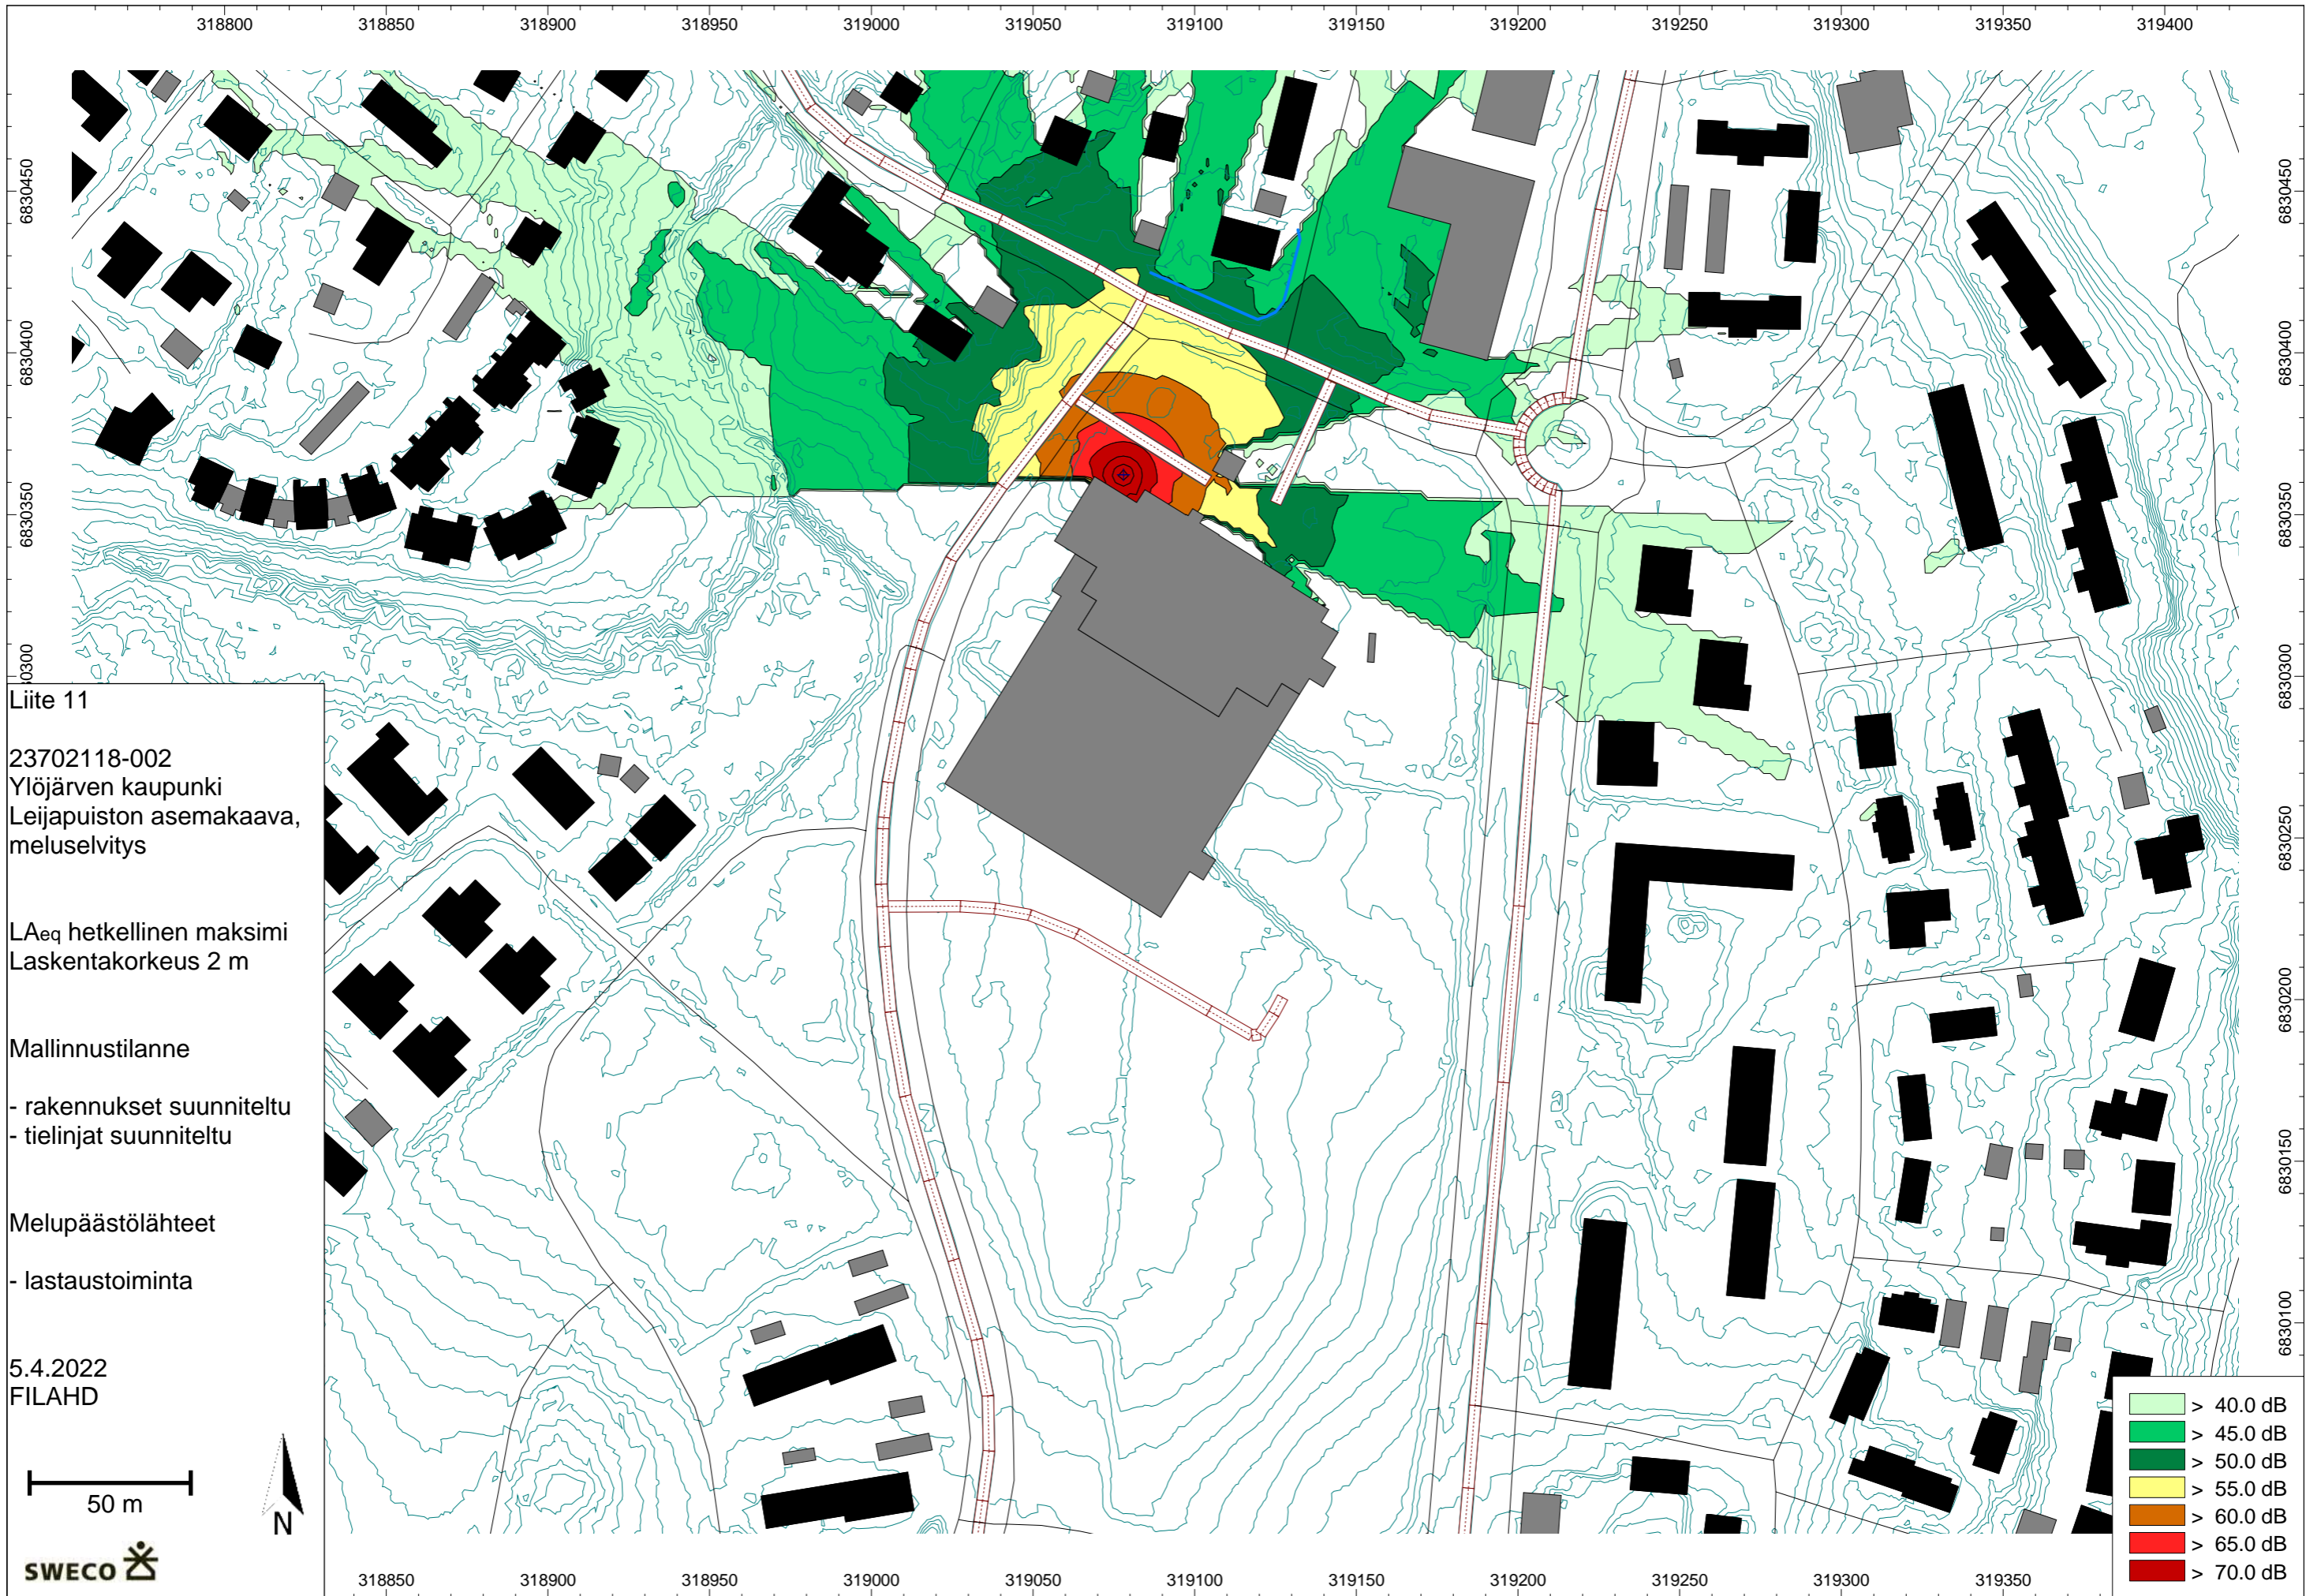 318800 318850 318900 318950 319000 319050 319100 319150 319200 319250 319300 319350 319400
6830450
6830400
6830350
6830300
6830450
6830400
6830350
6830300
6830250
6830200
6830150
6830100
Liite 11
23702118-002
Ylöjärven kaupunki
Leijapuiston asemakaava,
meluselvitys
LAeq hetkellinen maksimi
Laskentakorkeus 2 m
Mallinnustilanne
- rakennukset suunniteltu
- tielinjat suunniteltu
Melupäästölähteet
- lastaustoiminta
5.4.2022
FILAHD
50 m
N
SWECO
> 40.0 dB
> 45.0 dB
> 50.0 dB
> 55.0 dB
> 60.0 dB
> 65.0 dB
> 70.0 dB
318850 318900 318950 319000 319050 319100 319150 319200 319250 319300 319350